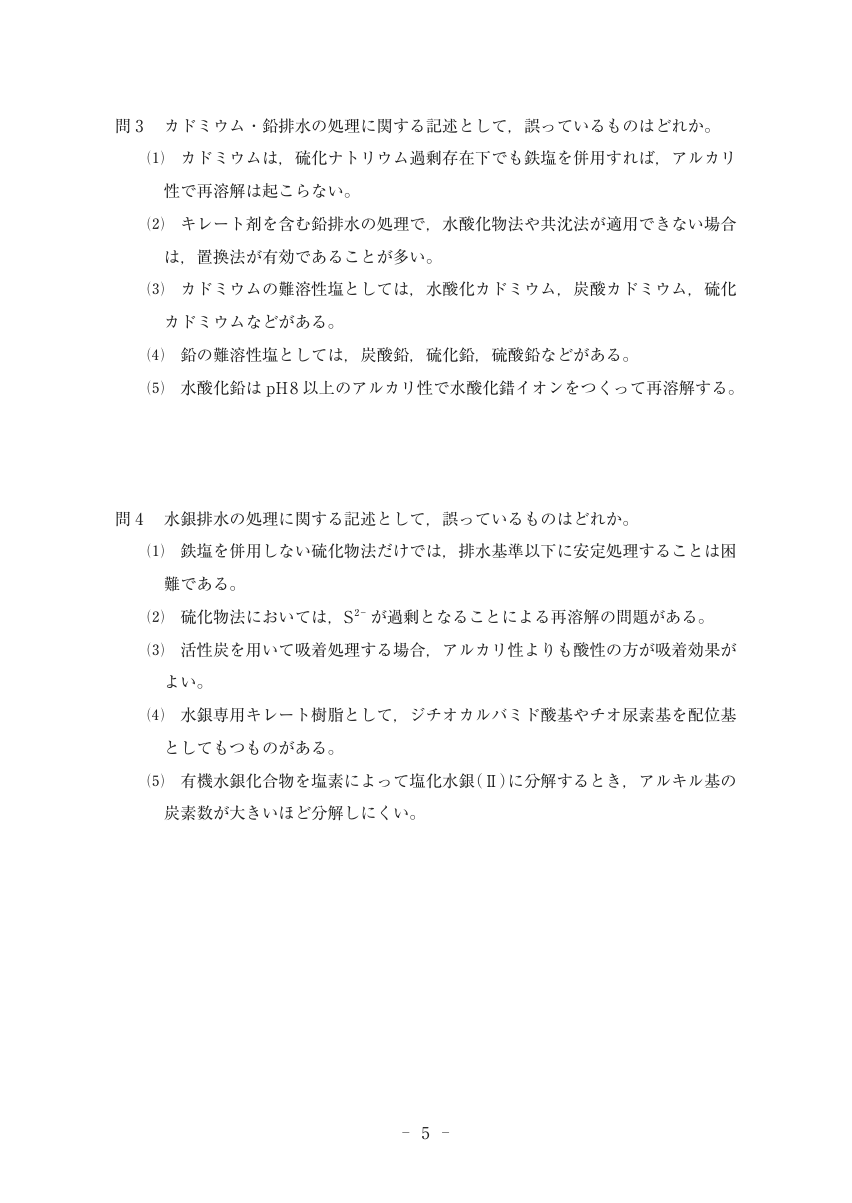 問3　カドミウム・鉛排水の処理に関する記述として，誤っているものはどれか。
⑴　カドミウムは，硫化ナトリウム過剰存在下でも鉄塩を併用すれば，アルカリ
性で再溶解は起こらない。
⑵　キレート剤を含む鉛排水の処理で，水酸化物法や共沈法が適用できない場合
は，置換法が有効であることが多い。
⑶　カドミウムの難溶性塩としては，水酸化カドミウム，炭酸カドミウム，硫化
カドミウムなどがある。
⑷　鉛の難溶性塩としては，炭酸鉛，硫化鉛，硫酸鉛などがある。
⑸　水酸化鉛は pH8 以上のアルカリ性で水酸化錯イオンをつくって再溶解する。
問4　水銀排水の処理に関する記述として，誤っているものはどれか。
⑴　鉄塩を併用しない硫化物法だけでは，排水基準以下に安定処理することは困
難である。
⑵　硫化物法においては，S²⁻ が過剰となることによる再溶解の問題がある。
⑶　活性炭を用いて吸着処理する場合，アルカリ性よりも酸性の方が吸着効果が
よい。
⑷　水銀専用キレート樹脂として，ジチオカルバミド酸基やチオ尿素基を配位基
としてもつものがある。
⑸　有機水銀化合物を塩素によって塩化水銀(Ⅱ)に分解するとき，アルキル基の
炭素数が大きいほど分解しにくい。
- 5 -